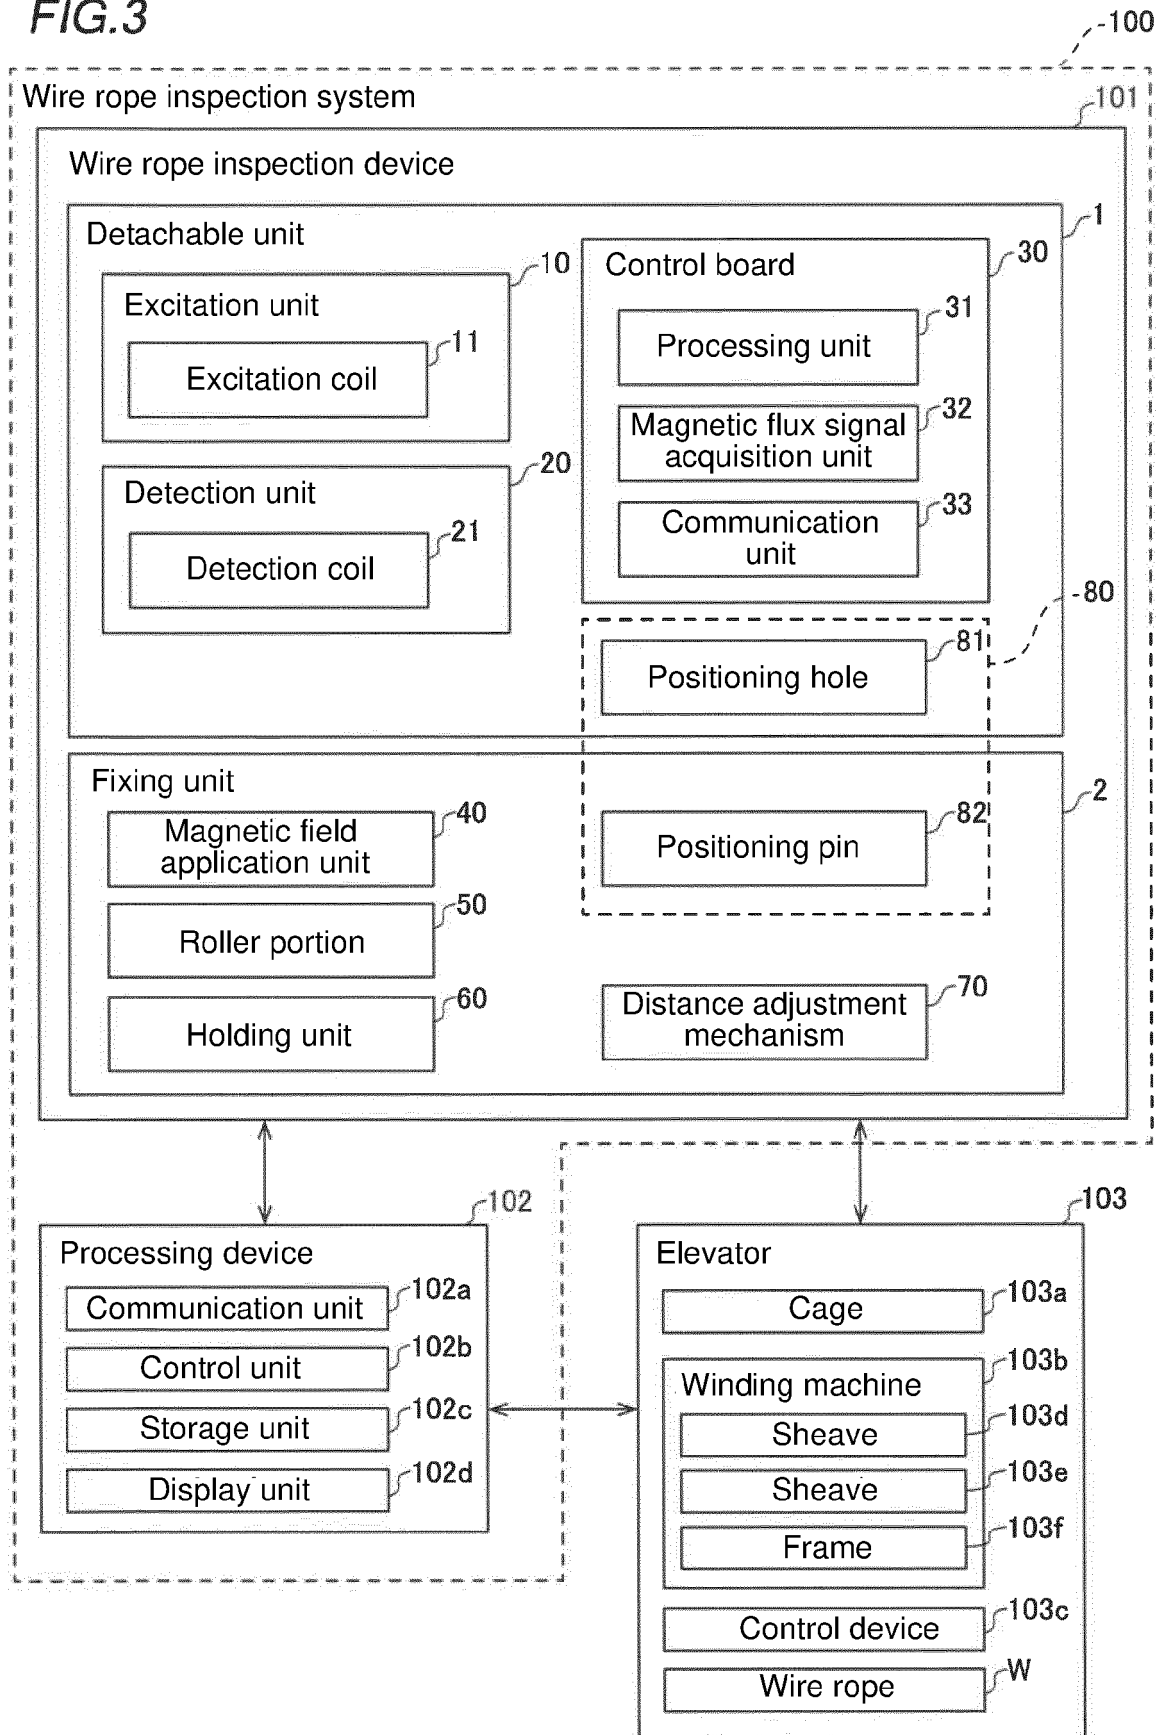 FIG.3
100
Wire rope inspection system
101
Wire rope inspection device
1
Detachable unit
10
Excitation unit
11
Excitation coil
20
Detection unit
21
Detection coil
30
Control board
31
Processing unit
32
Magnetic flux signal
acquisition unit
33
Communication
unit
80
81
Positioning hole
2
Fixing unit
40
Magnetic field
application unit
50
Roller portion
60
Holding unit
82
Positioning pin
70
Distance adjustment
mechanism
102
Processing device
102a
Communication unit
102b
Control unit
102c
Storage unit
102d
Display unit
103
Elevator
103a
Cage
103b
Winding machine
103d
Sheave
103e
Sheave
103f
Frame
103c
Control device
W
Wire rope